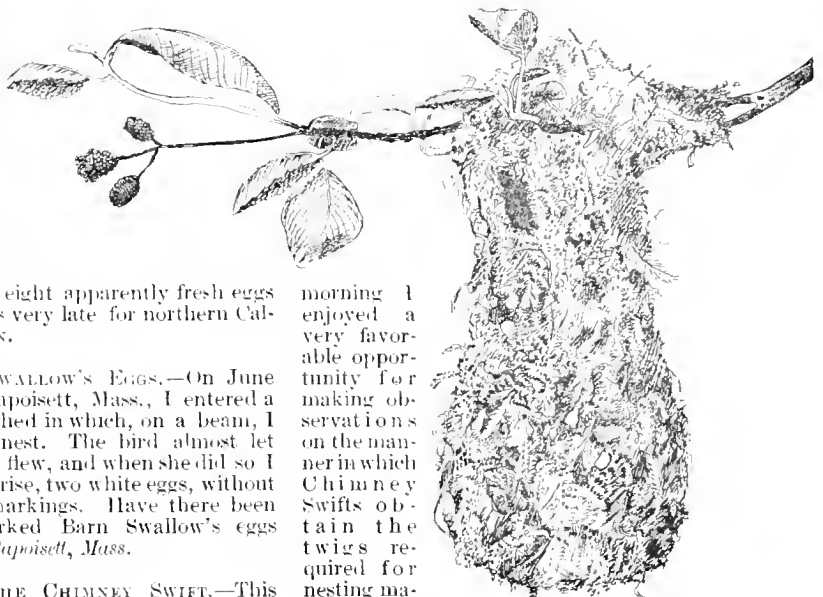 eight apparently fresh eggs
s very late for northern Cal-
WALLOW'S EGGS.—On June
apoisett, Mass., I entered a
hed in which, on a beam, I
nest. The bird almost let
flew, and when she did so I
rise, two white eggs, without
arkings. Have there been
rked Barn Swallow's eggs
apoisett, Mass.
HE CHIMNEY SWIFT.—This
morning I
enjoyed a
very favor-
able oppor-
tunity for
making ob-
servations
on the man-
ner in which
Chimney
Swifts ob-
tain the
twigs re-
quired for
nesting ma-